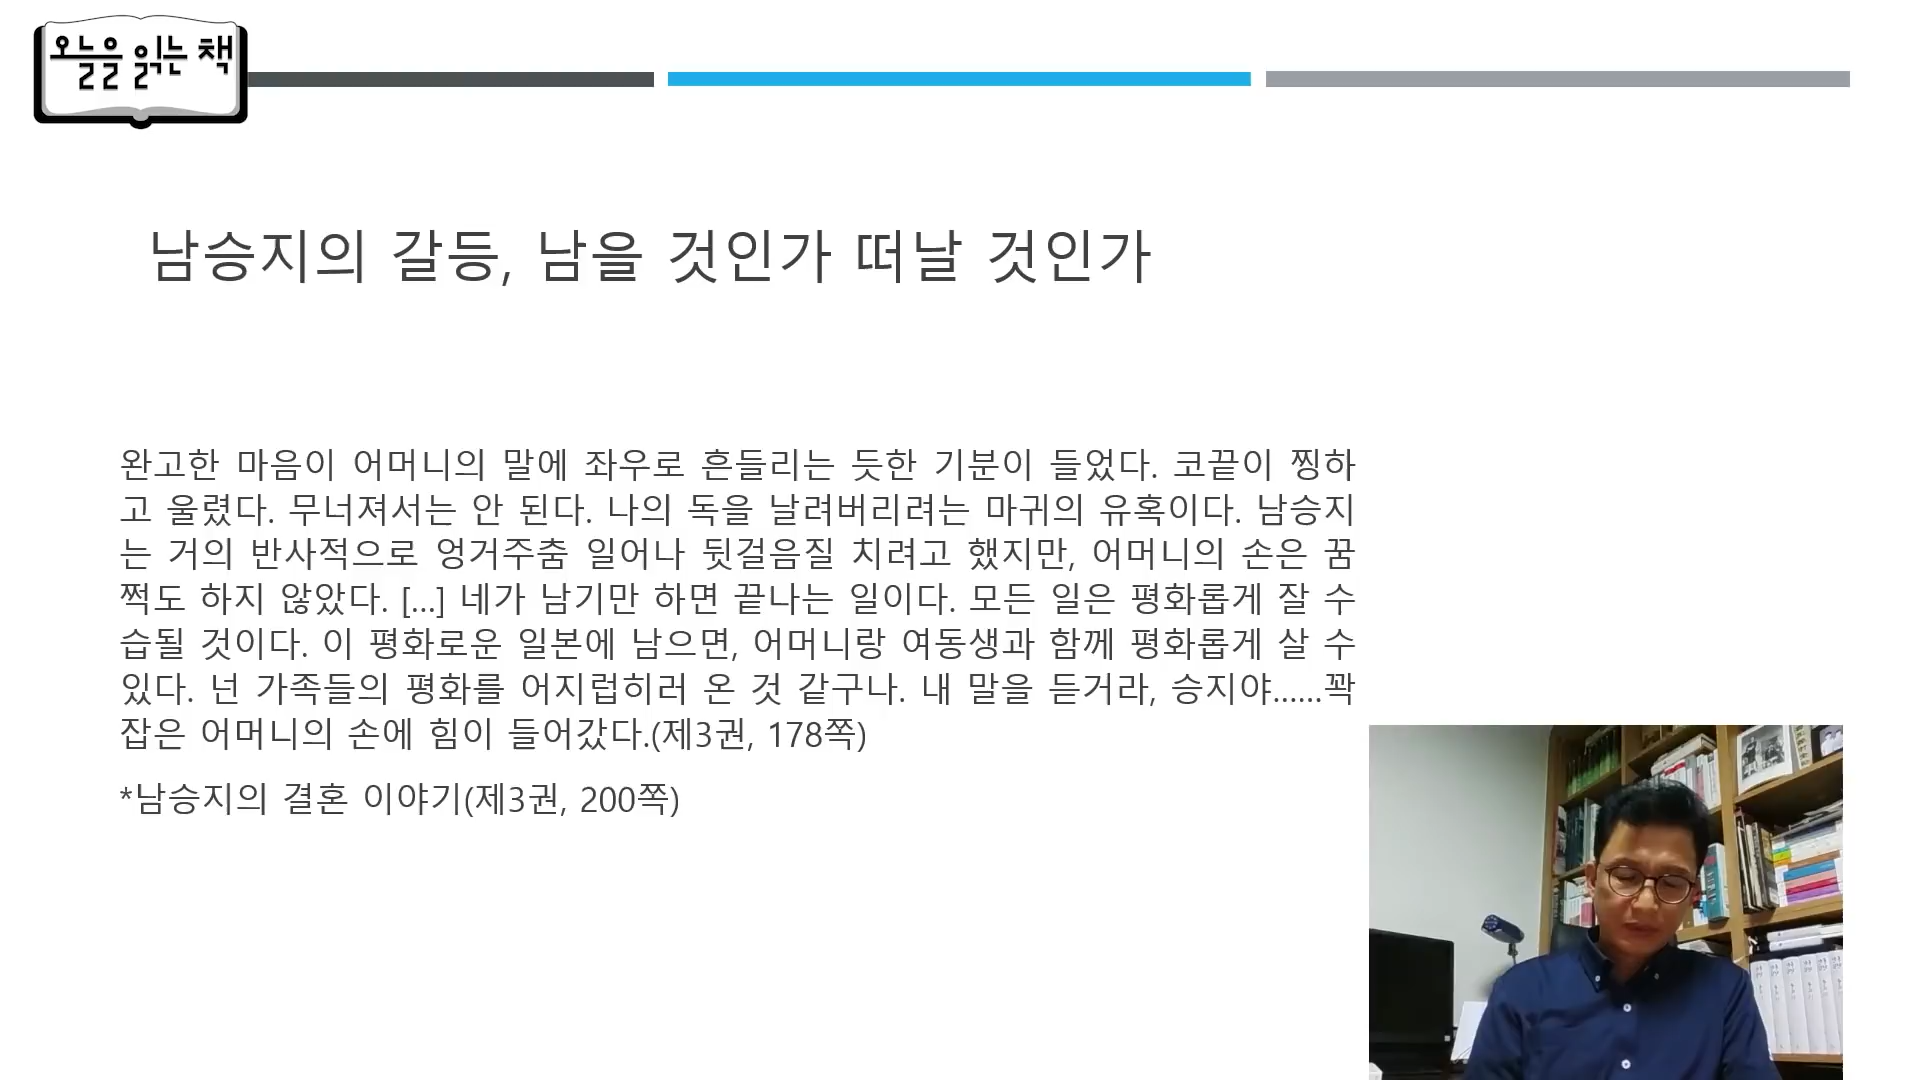 오늘을 읽는 책
남승지의 갈등, 남을 것인가 떠날 것인가
완고한 마음이 어머니의 말에 좌우로 흔들리는 듯한 기분이 들었다. 코끝이 찡하
고 울렸다. 무너져서는 안 된다. 나의 독을 날려버리려는 마귀의 유혹이다. 남승지
는 거의 반사적으로 엉거주춤 일어나 뒷걸음질 치려고 했지만, 어머니의 손은 꿈
쩍도 하지 않았다. [...] 네가 남기만 하면 끝나는 일이다. 모든 일은 평화롭게 잘 수
습될 것이다. 이 평화로운 일본에 남으면, 어머니랑 여동생과 함께 평화롭게 살 수
있다. 넌 가족들의 평화를 어지럽히러 온 것 같구나. 내 말을 듣거라, 승지야......꽉
잡은 어머니의 손에 힘이 들어갔다.(제3권, 178쪽)
*남승지의 결혼 이야기(제3권, 200쪽)